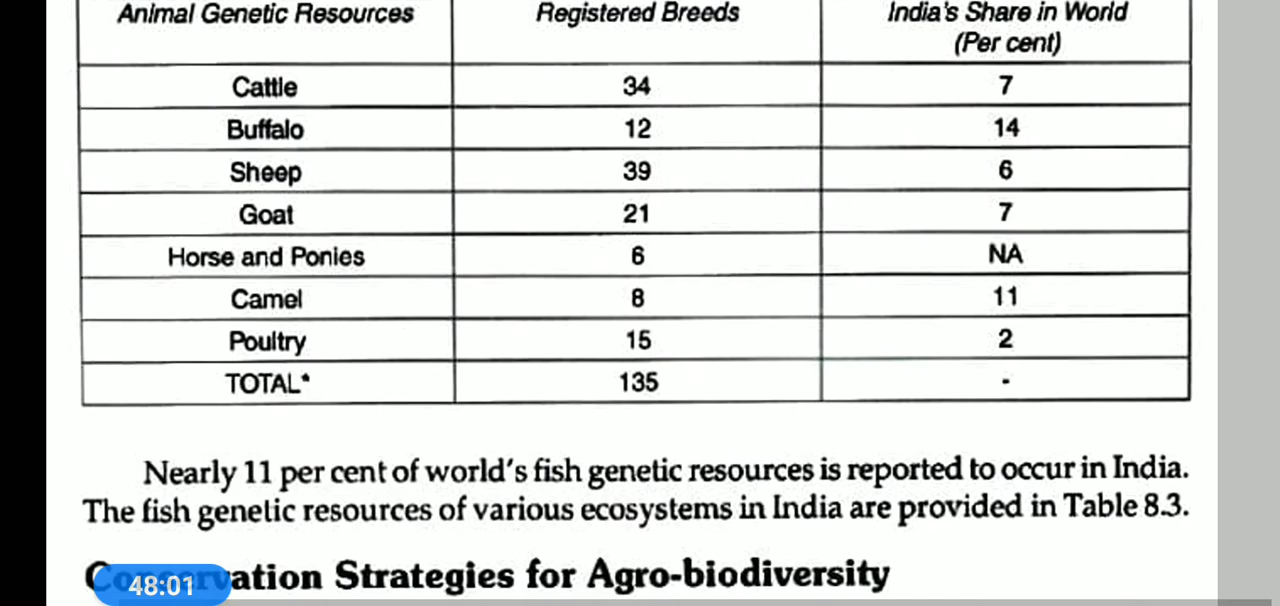 Animal Genetic Resources Registered Breeds India's Share in World
(Per cent)
Cattle 34 7
Buffalo 12 14
Sheep 39 6
Goat 21 7
Horse and Ponies 6 NA
Camel 8 11
Poultry 15 2
TOTAL* 135 -
Nearly 11 per cent of world's fish genetic resources is reported to occur in India.
The fish genetic resources of various ecosystems in India are provided in Table 8.3.
Conservation Strategies for Agro-biodiversity
48:01